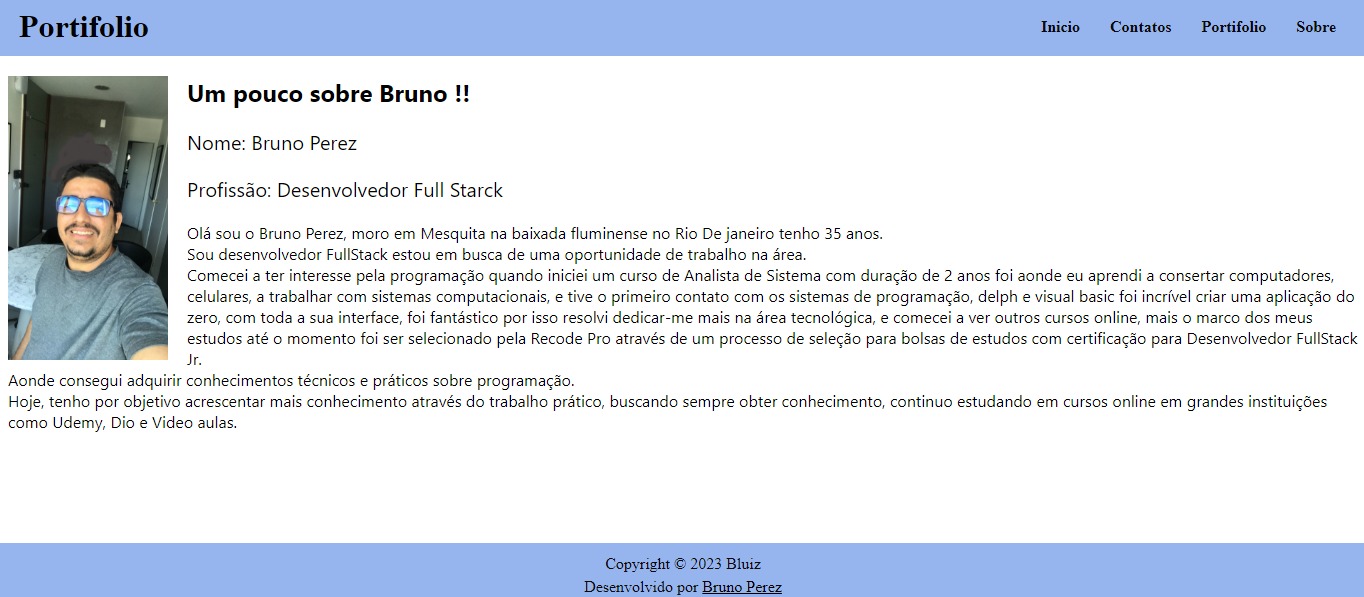 Portifolio
Inicio Contatos Portifolio Sobre
Um pouco sobre Bruno !!
Nome: Bruno Perez
Profissão: Desenvolvedor Full Starck
Olá sou o Bruno Perez, moro em Mesquita na baixada fluminense no Rio De janeiro tenho 35 anos.
Sou desenvolvedor FullStack estou em busca de uma oportunidade de trabalho na área.
Comecei a ter interesse pela programação quando iniciei um curso de Analista de Sistema com duração de 2 anos foi aonde eu aprendi a consertar computadores,
celulares, a trabalhar com sistemas computacionais, e tive o primeiro contato com os sistemas de programação, delph e visual basic foi incrível criar uma aplicação do
zero, com toda a sua interface, foi fantástico por isso resolvi dedicar-me mais na área tecnológica, e comecei a ver outros cursos online, mais o marco dos meus
estudos até o momento foi ser selecionado pela Recode Pro através de um processo de seleção para bolsas de estudos com certificação para Desenvolvedor FullStack
Jr.
Aonde consegui adquirir conhecimentos técnicos e práticos sobre programação.
Hoje, tenho por objetivo acrescentar mais conhecimento através do trabalho prático, buscando sempre obter conhecimento, continuo estudando em cursos online em grandes instituições
como Udemy, Dio e Video aulas.
Copyright © 2023 Bluiz
Desenvolvido por Bruno Perez